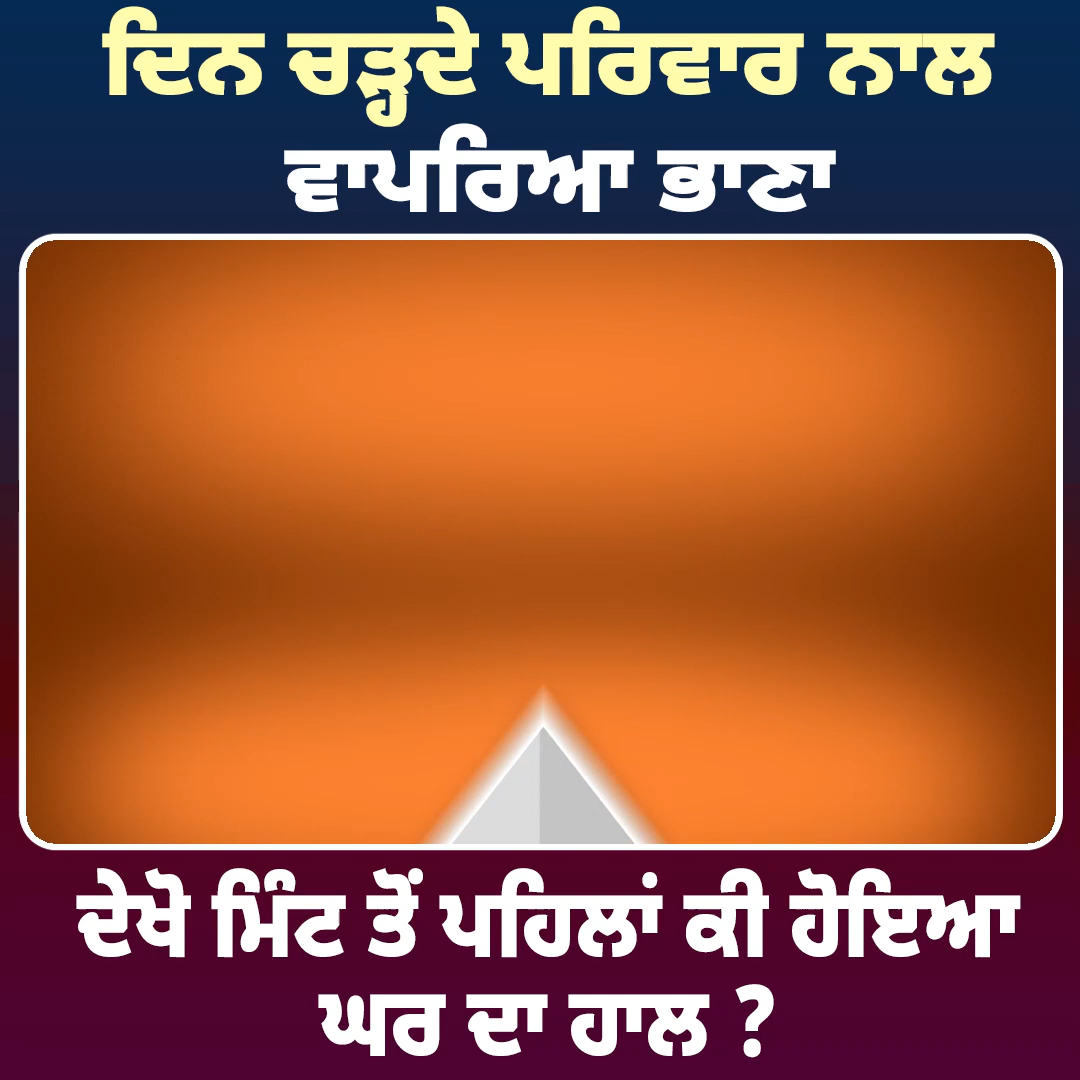 ਦਿਨ ਚੜ੍ਹਦੇ ਪਰਿਵਾਰ ਨਾਲ
ਵਾਪਰਿਆ ਭਾਣਾ
ਦੇਖੋ ਮਿੰਟ ਤੋਂ ਪਹਿਲਾਂ ਕੀ ਹੋਇਆ
ਘਰ ਦਾ ਹਾਲ ?